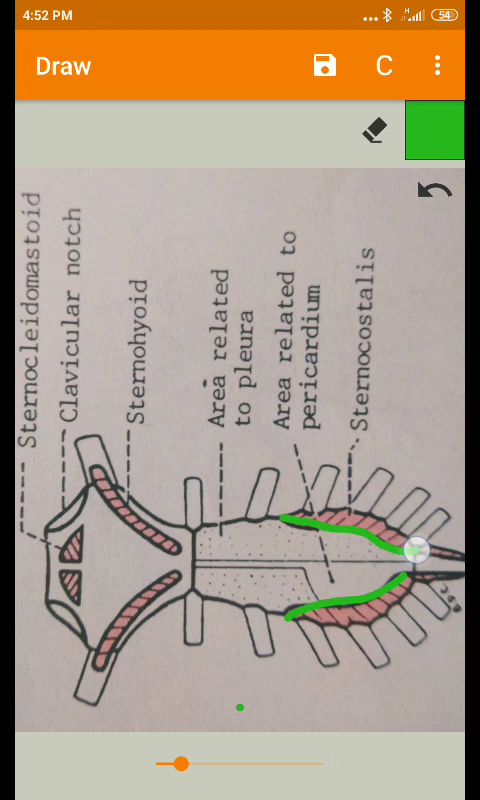 4:52 PM
H
54
Draw
C
Sternocleidomastoid
Clavicular notch
Sternohyoid
Area related
to pleura
Area related to
pericardium
Sternocostalis